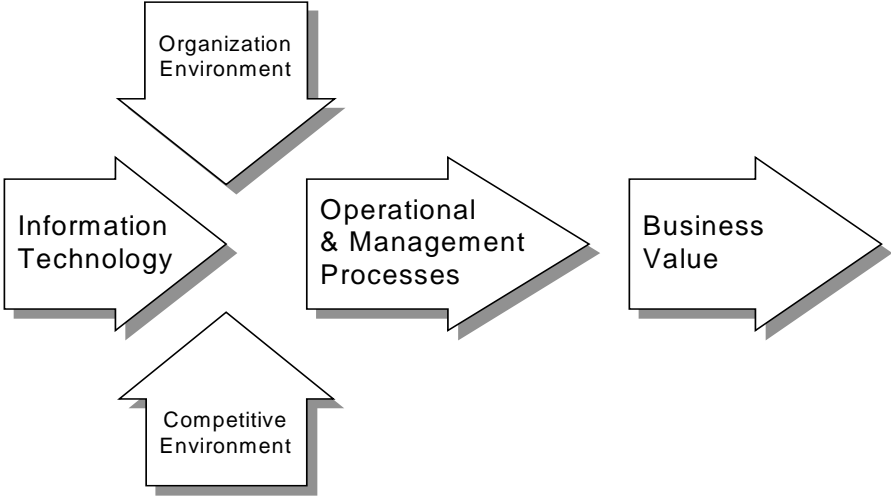 Organization
Environment
Information
Technology
Operational
& Management
Processes
Business
Value
Competitive
Environment